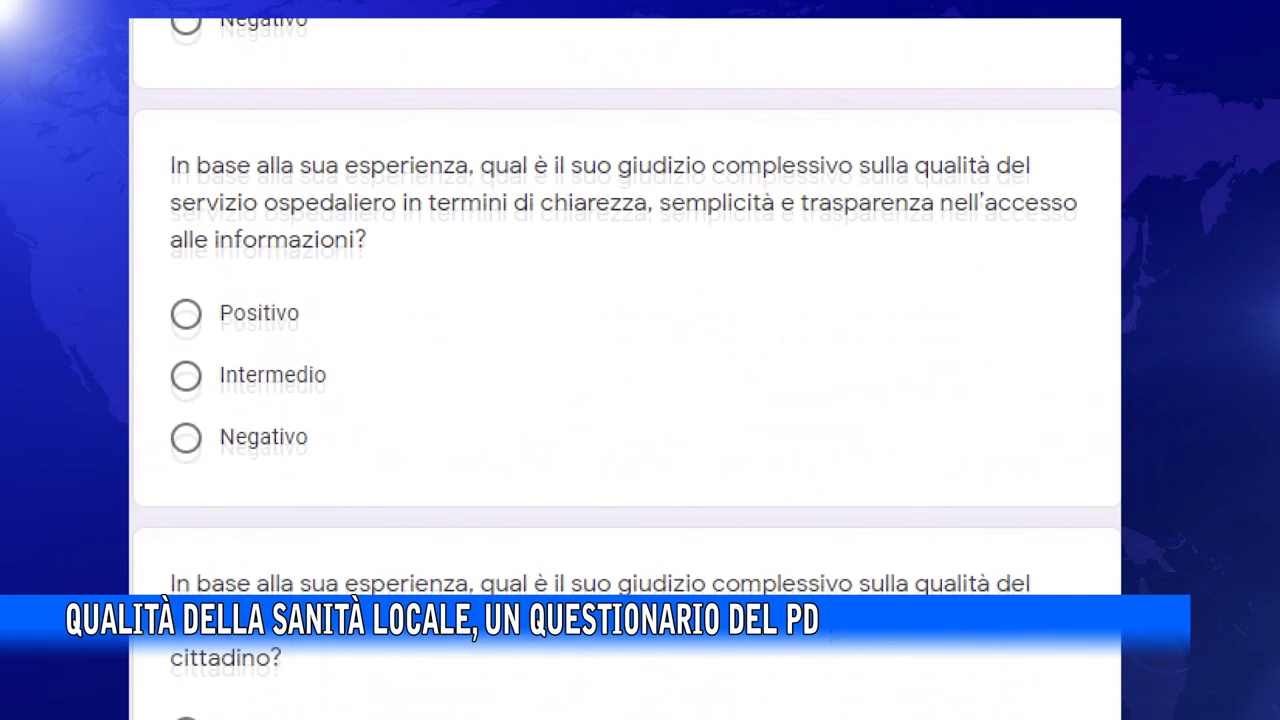 Negativo
In base alla sua esperienza, qual è il suo giudizio complessivo sulla qualità del
servizio ospedaliero in termini di chiarezza, semplicità e trasparenza nell'accesso
alle informazioni?
Positivo
Intermedio
Negativo
In base alla sua esperienza, qual è il suo giudizio complessivo sulla qualità del
QUALITÀ DELLA SANITÀ LOCALE, UN QUESTIONARIO DEL PD
cittadino?